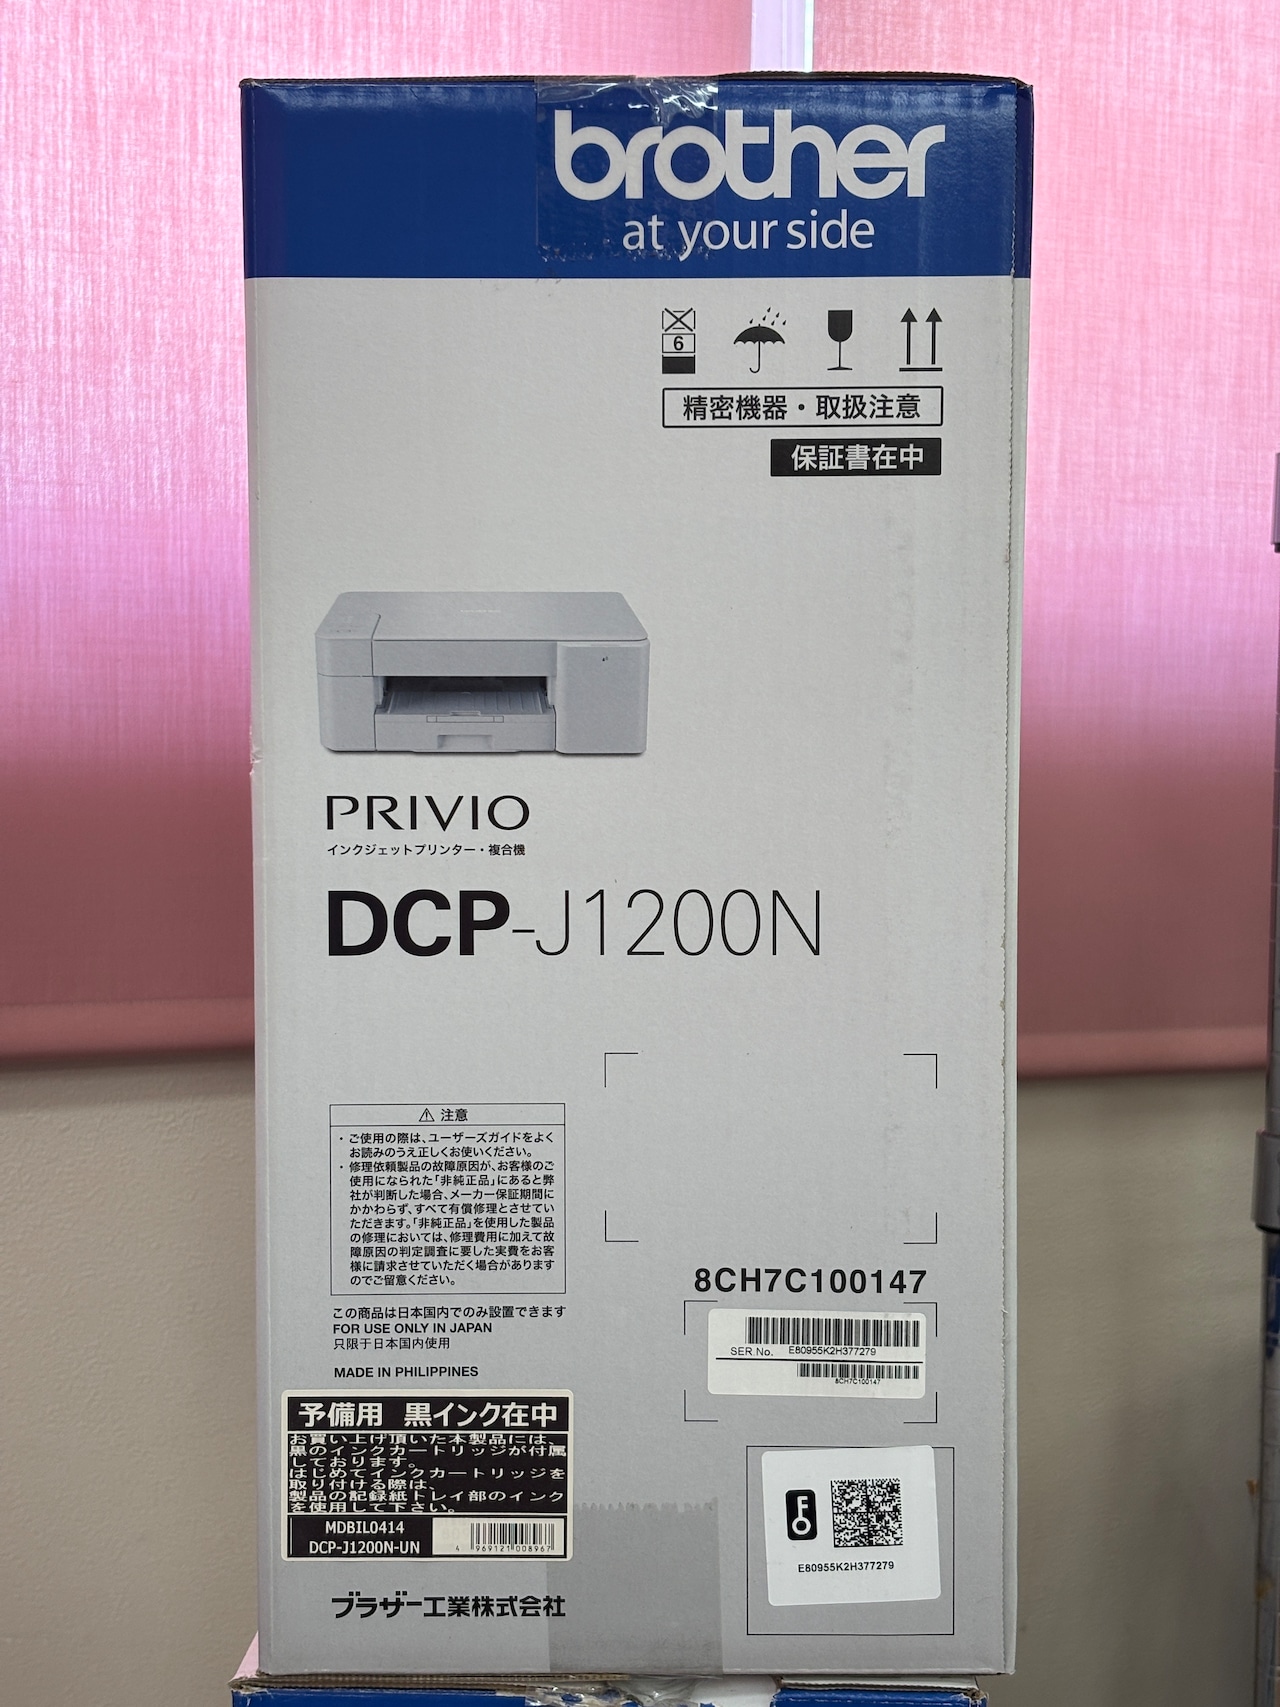 brother
at your side
6
精密機器・取扱注意
保証書在中
PRIVIO
インクジェットプリンター・複合機
DCP-J1200N
⚠ 注意
・ご使用の際は、ユーザーズガイドをよく
お読みのうえ正しくお使いください。
・修理依頼製品の故障原因が、お客様のご
使用になられた「非純正品」にあると弊
社が判断した場合、メーカー保証期間に
かかわらず、すべて有償修理とさせてい
ただきます。「非純正品」を使用した製品
の修理においては、修理費用に加えて故
障原因の判定調査に要した実費をお客
様に請求させていただく場合があります
のでご留意ください。
この商品は日本国内でのみ設置できます
FOR USE ONLY IN JAPAN
只限于日本国内使用
MADE IN PHILIPPINES
8CH7C100147
SER No. E80955K2H377279
8CH7C100147
予備用 黒インク在中
お買い上げ頂いた本製品には、
黒のインクカートリッジが付属
しております。
はじめてインクカートリッジを
取り付ける際は、
製品の記録紙トレイ部のインク
を使用して下さい。
MDBIL0414
DCP-J1200N-UN
4 969121 008967
E80955K2H377279
ブラザー工業株式会社